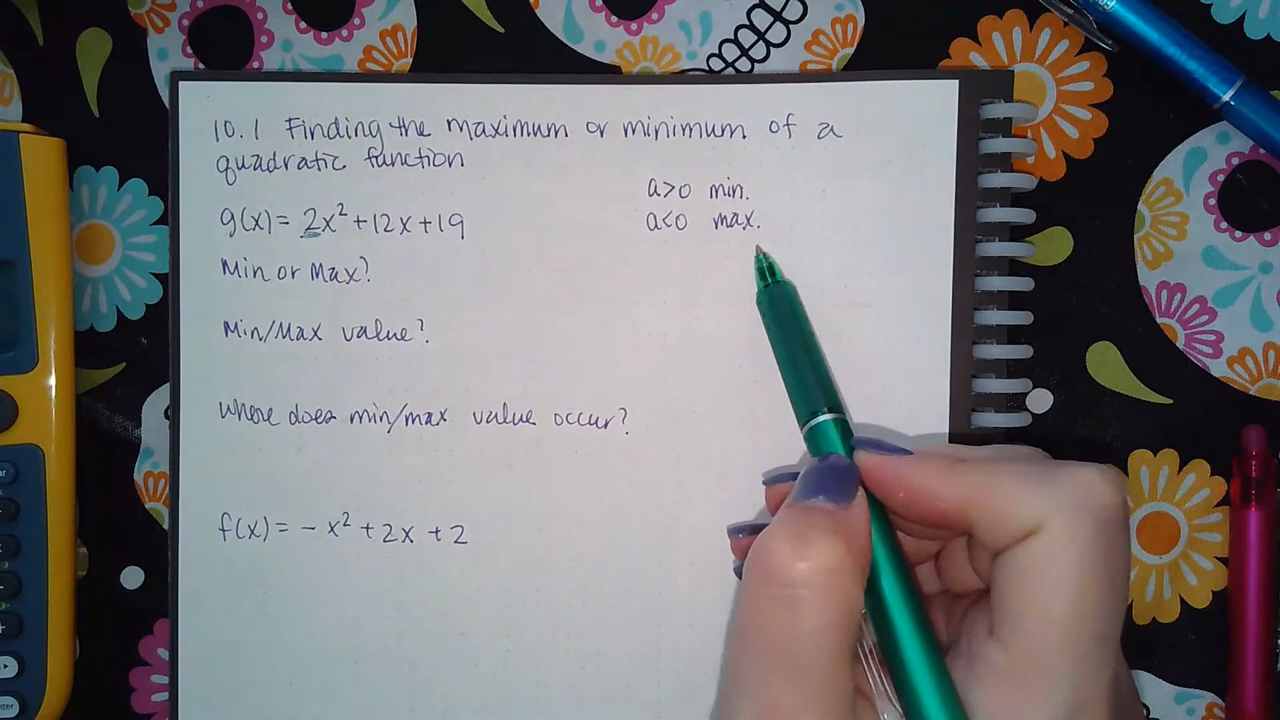 10.1 Finding the maximum or minimum of a
quadratic function
a>0 min.
g(x)= 2x²+12x+19
a<0 max.
Min or Max?
Min/Max value?
Where does min/max value occur?
f(x)= -x²+2x+2